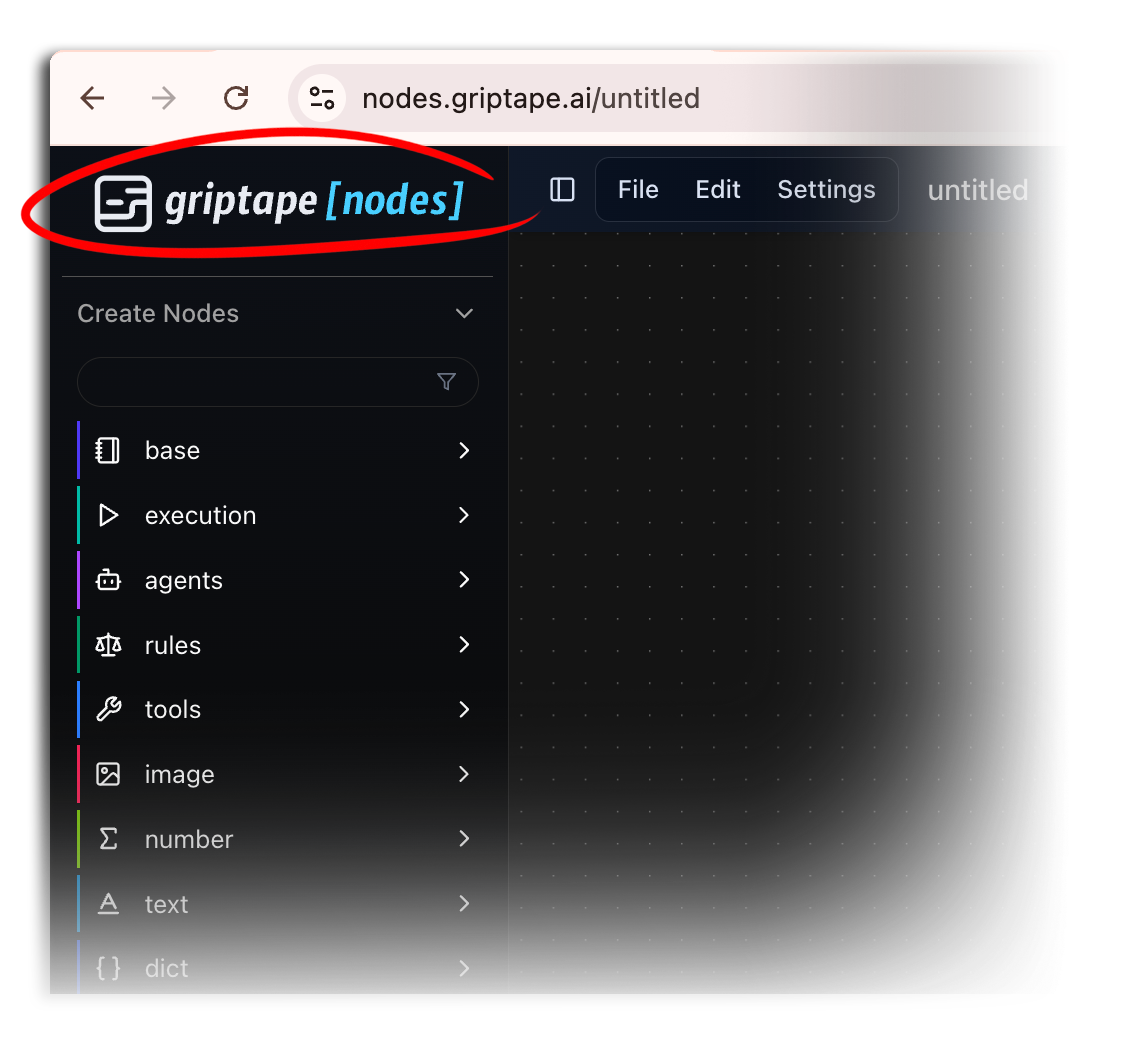 nodes.griptape.ai/untitled
griptape [nodes]
File Edit Settings untitled
Create Nodes
base
execution
agents
rules
tools
image
number
text
dict